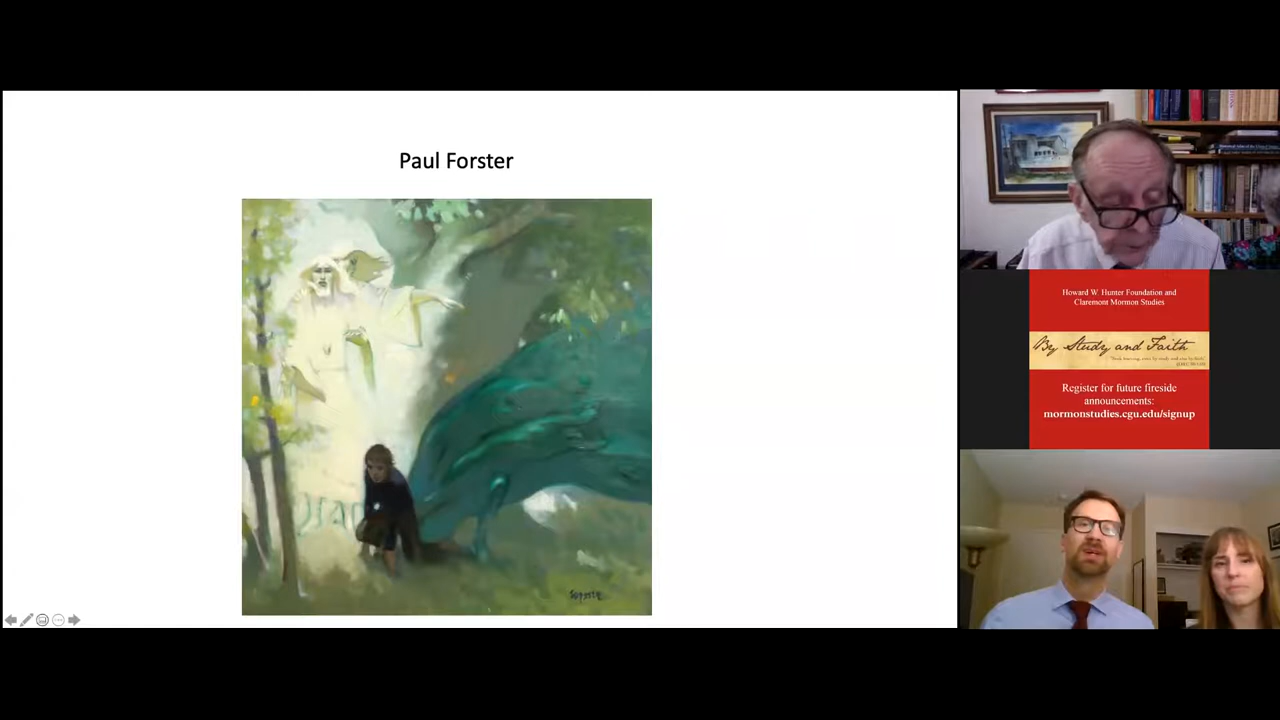 Paul Forster
Howard W. Hunter Foundation and
Claremont Mormon Studies
By Study and Faith
Register for future fireside
announcements:
mormonstudies.cgu.edu/signup